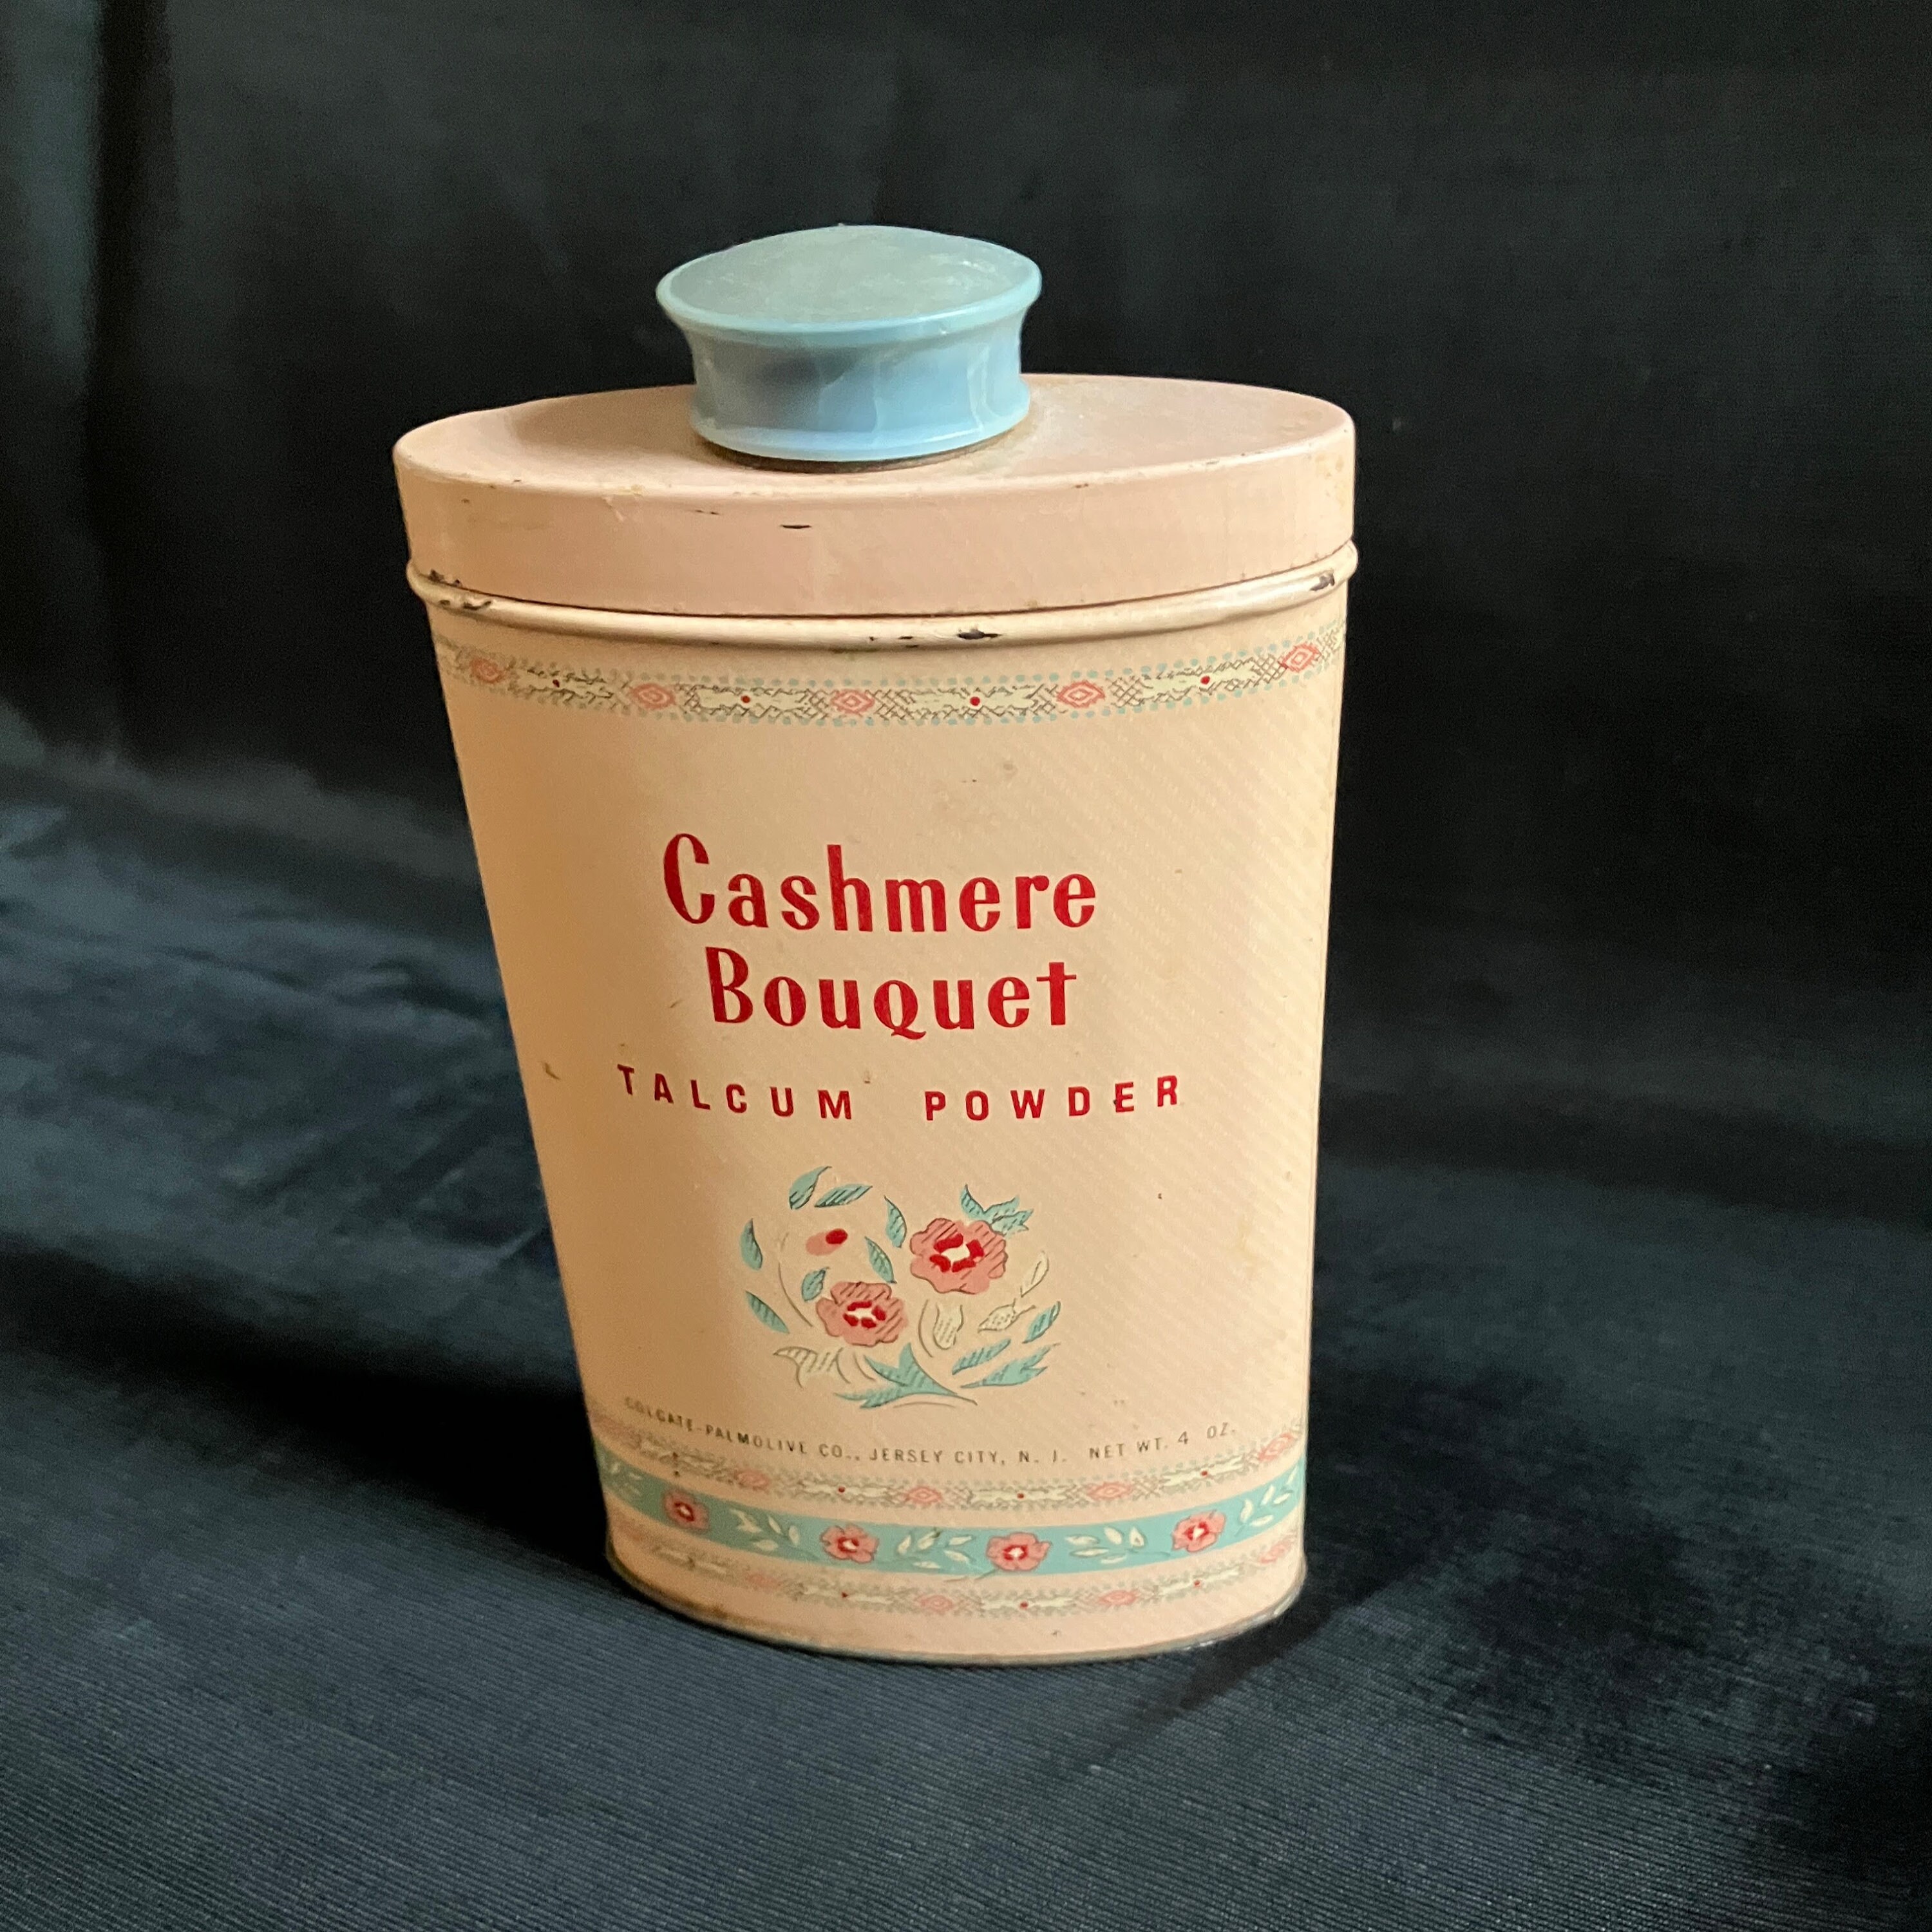 Cashmere
Bouquet
TALCUM POWDER
COLGATE-PALMOLIVE CO., JERSEY CITY, N. J. NET WT. 4 OZ.